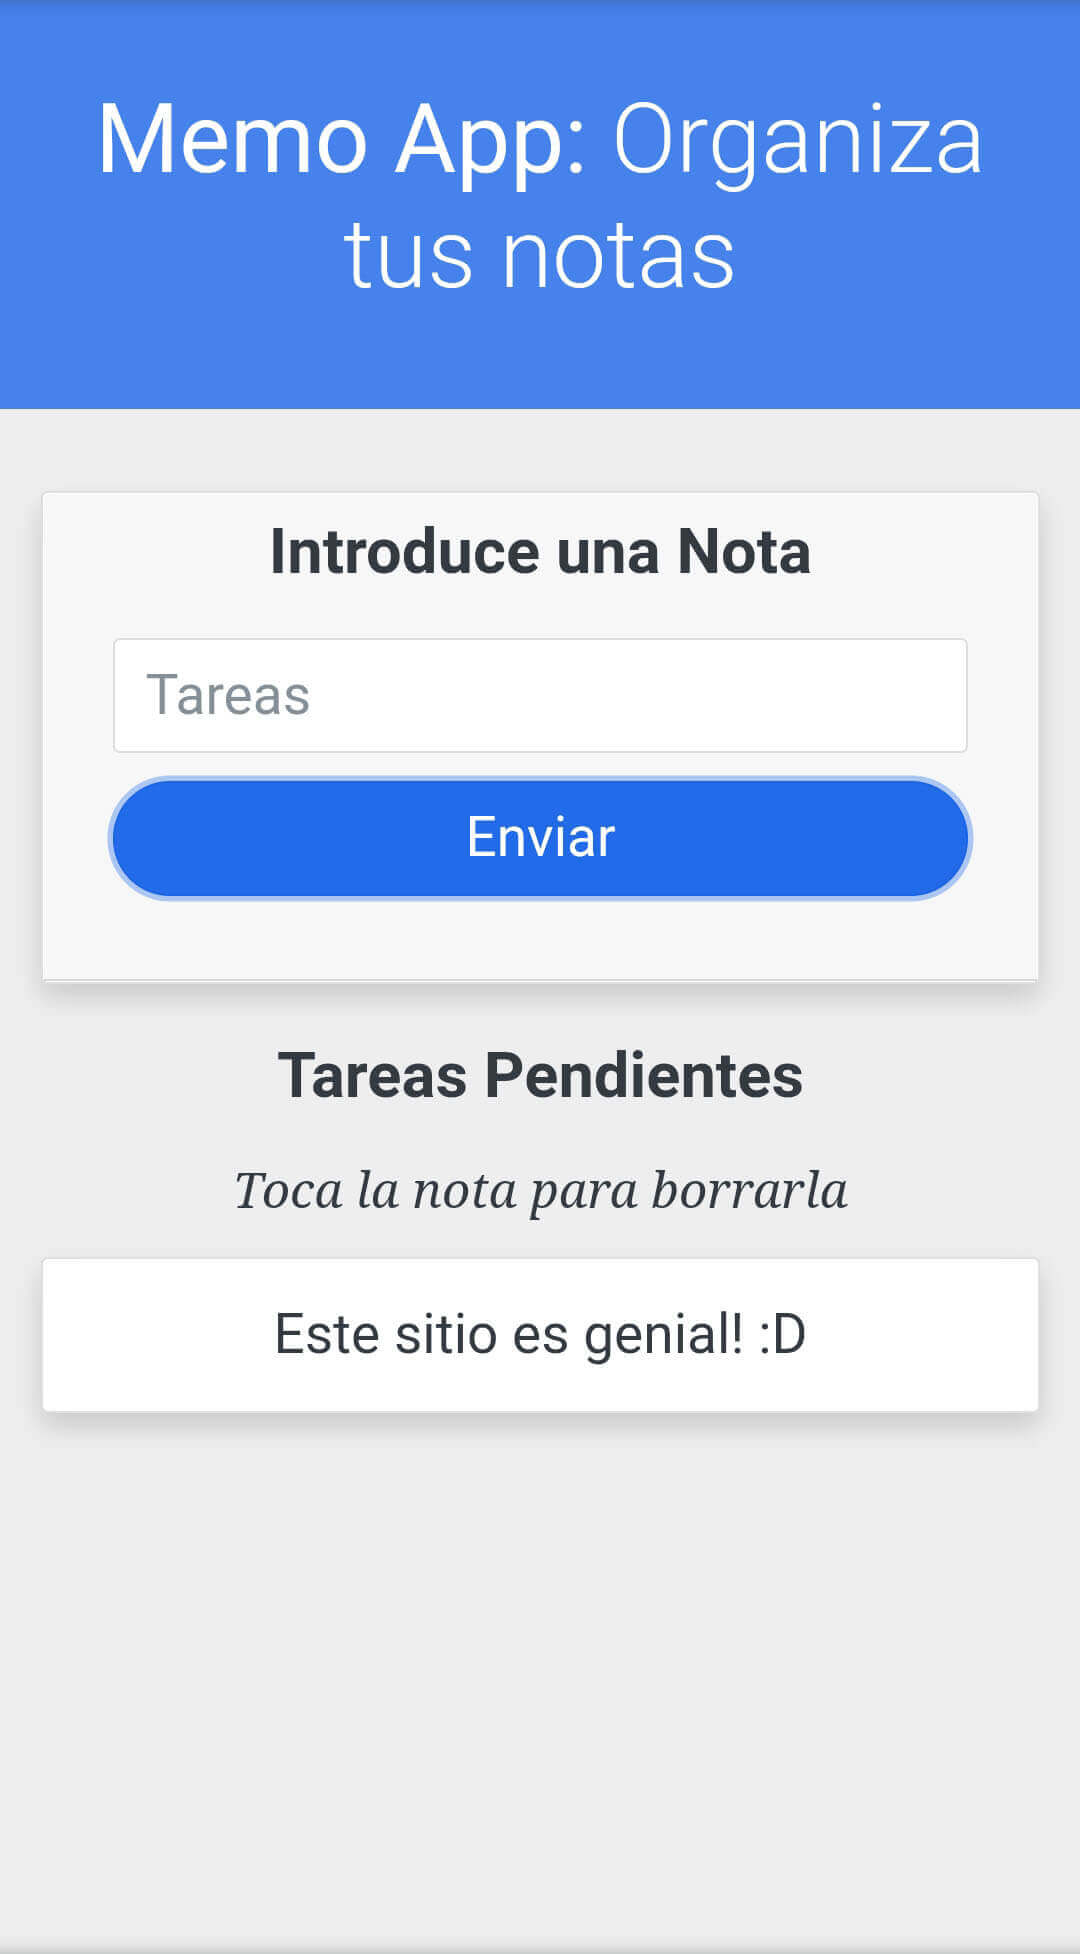 Memo App: Organiza
tus notas
Introduce una Nota
Tareas
Enviar
Tareas Pendientes
Toca la nota para borrarla
Este sitio es genial! :D